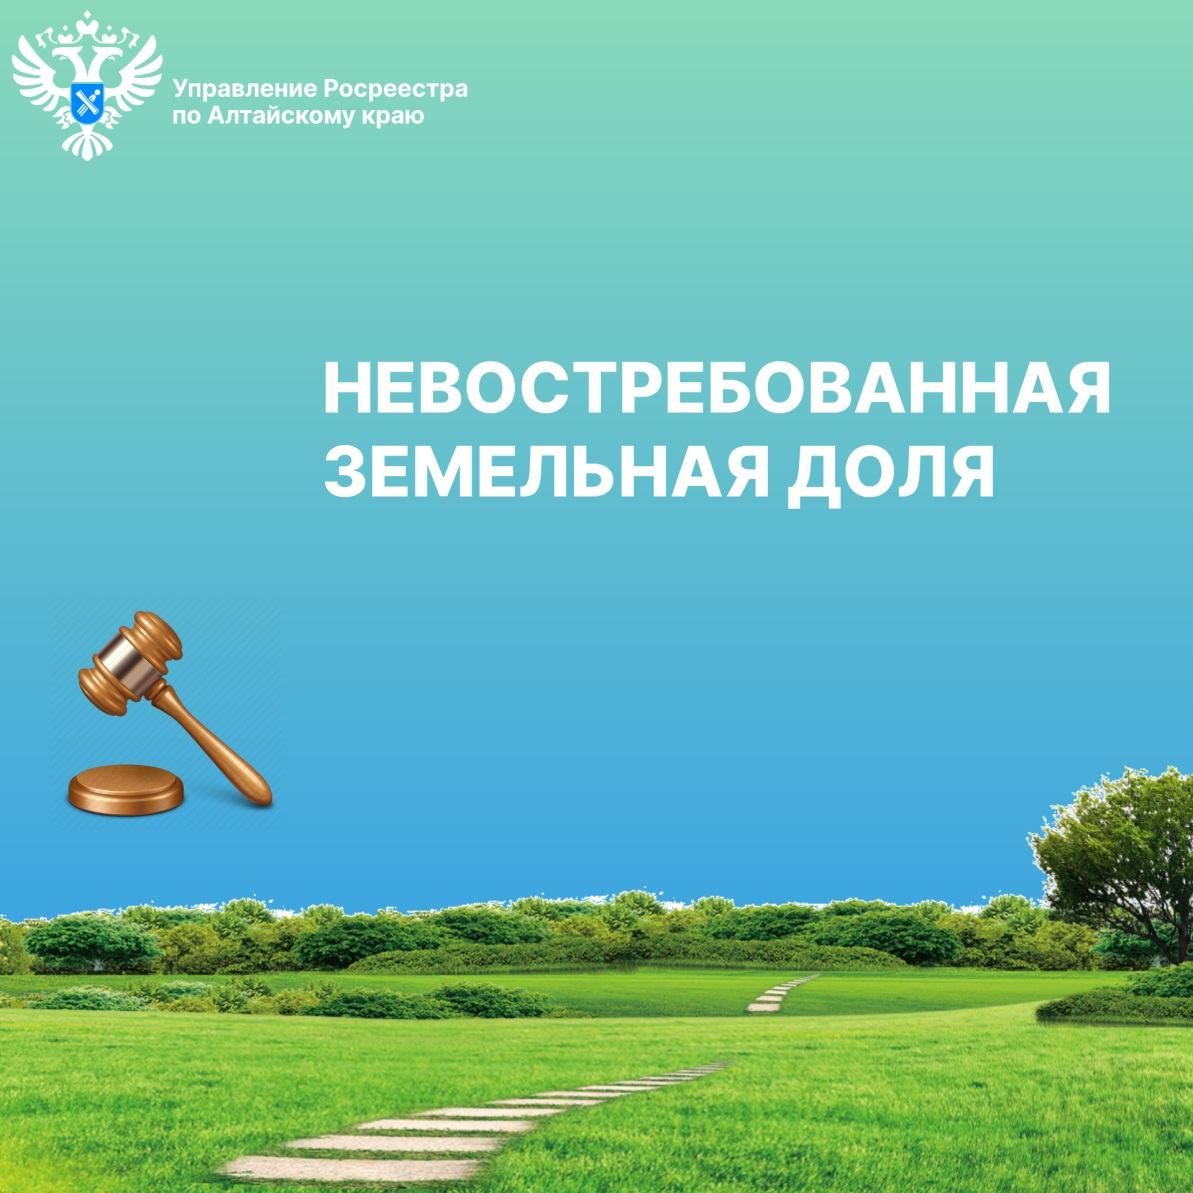 Управление Росреестра
по Алтайскому краю
НЕВОСТРЕБОВАННАЯ
ЗЕМЕЛЬНАЯ ДОЛЯ